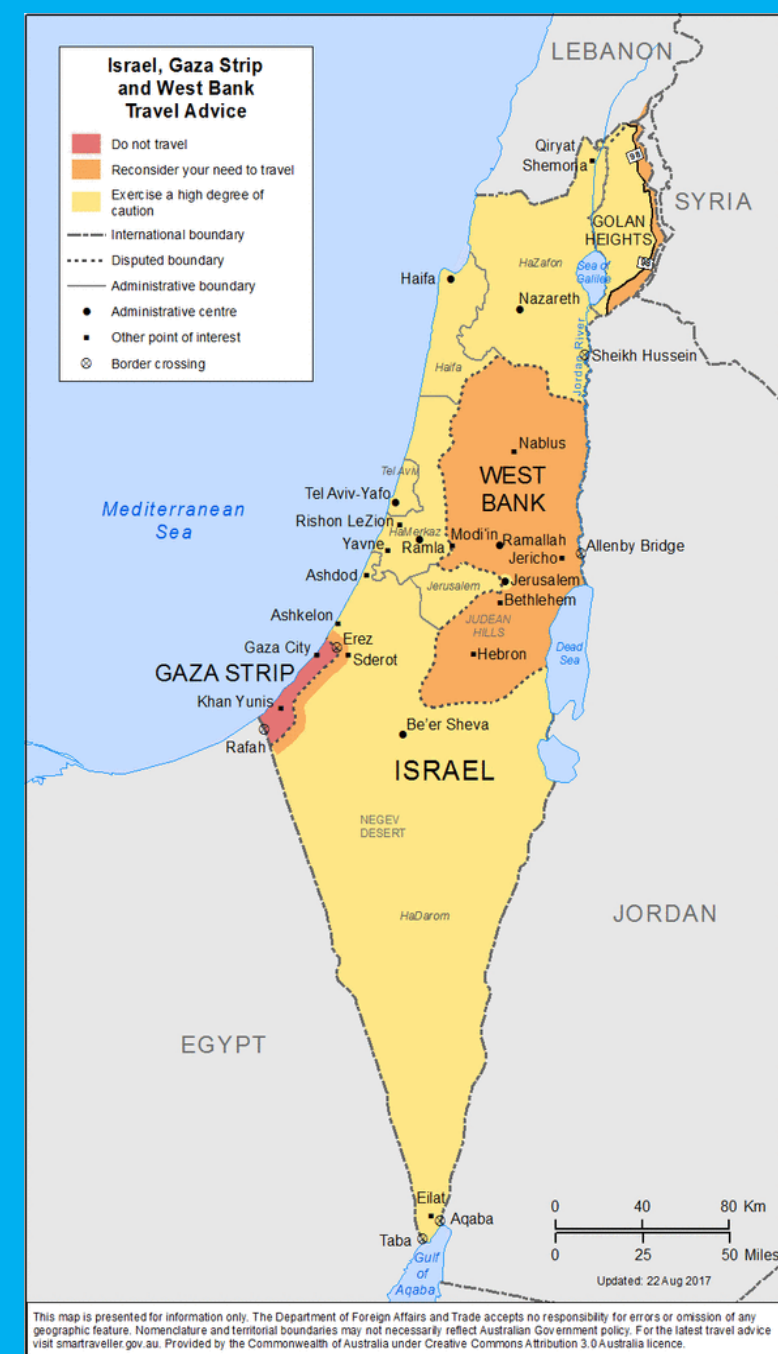 Israel, Gaza Strip
and West Bank
Travel Advice
Do not travel
Reconsider your need to travel
Exercise a high degree of
caution
International boundary
Disputed boundary
Administrative boundary
Administrative centre
Other point of interest
Border crossing
LEBANON
Qiryat
Shemona
98
SYRIA
GOLAN
HEIGHTS
HaZafon
Sea of
Galilee
98
Haifa
Nazareth
Jordan River
Sheikh Hussein
Haifa
Nablus
WEST
BANK
Tel Aviv
Tel Aviv-Yafo
Mediterranean
Sea
Rishon LeZion
HaMerkaz
Modi'in
Ramallah
Yavne
Ramla
Allenby Bridge
Jericho
Ashdod
Jerusalem
Jerusalem
Bethlehem
Ashkelon
JUDEAN
HILLS
Erez
Gaza City
Sderot
Hebron
Dead
Sea
GAZA STRIP
Khan Yunis
Be'er Sheva
Rafah
ISRAEL
NEGEV
DESERT
HaDarom
JORDAN
EGYPT
Eilat
Aqaba
Taba
Gulf
of
Aqaba
0 40 80 Km
0 25 50 Miles
Updated: 22 Aug 2017
This map is presented for information only. The Department of Foreign Affairs and Trade accepts no responsibility for errors or omission of any
geographic feature. Nomenclature and territorial boundaries may not necessarily reflect Australian Government policy. For the latest travel advice
visit smartraveller.gov.au. Provided by the Commonwealth of Australia under Creative Commons Attribution 3.0 Australia licence.